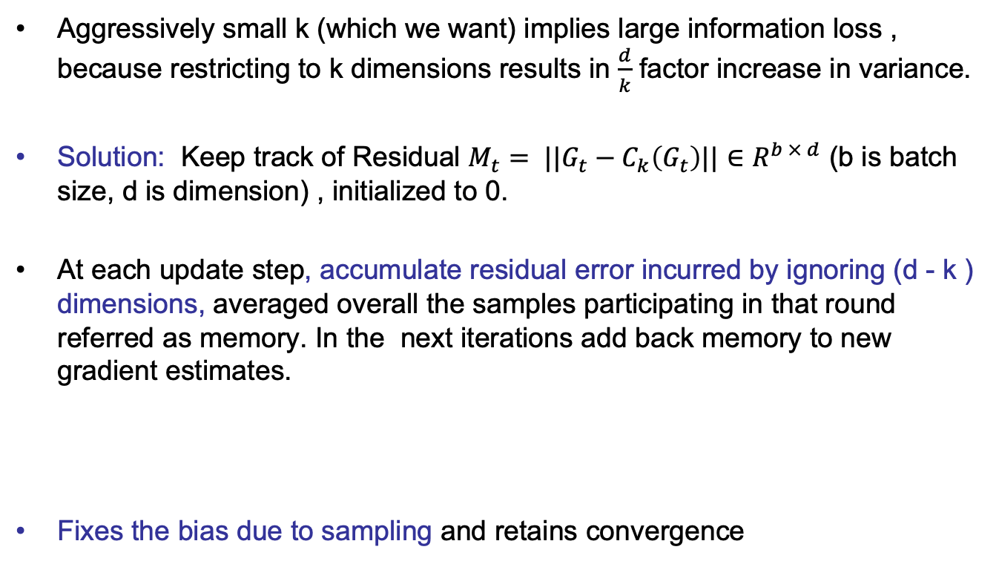 • Aggressively small k (which we want) implies large information loss ,
because restricting to k dimensions results in $\frac{d}{k}$ factor increase in variance.
• Solution:  Keep track of Residual $M_t = ||G_t - C_k(G_t)|| \in R^{b \times d}$ (b is batch
size, d is dimension) , initialized to 0.
• At each update step, accumulate residual error incurred by ignoring (d - k )
dimensions, averaged overall the samples participating in that round
referred as memory. In the  next iterations add back memory to new
gradient estimates.
• Fixes the bias due to sampling and retains convergence